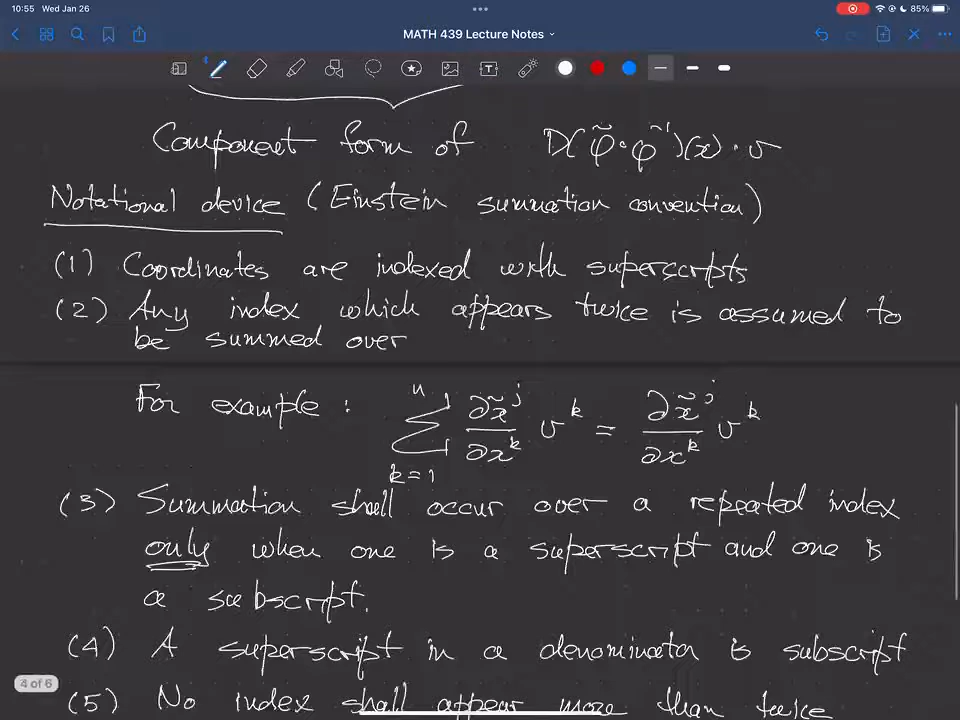 10:55 Wed Jan 26
85%
MATH 439 Lecture Notes
Component form of D(φ̃∘φ⁻¹)(x)·v
Notational device (Einstein summation convention)
(1) Coordinates are indexed with superscripts
(2) Any index which appears twice is assumed to
be summed over
For example : ∑_{k=1}^{n} ∂x̃ʲ/∂xᵏ vᵏ = ∂x̃ʲ/∂xᵏ vᵏ
(3) Summation shall occur over a repeated index
only when one is a superscript and one is
a subscript.
(4) A superscript in a denominator is subscript
(5) No index shall appear more than twice
4 of 6